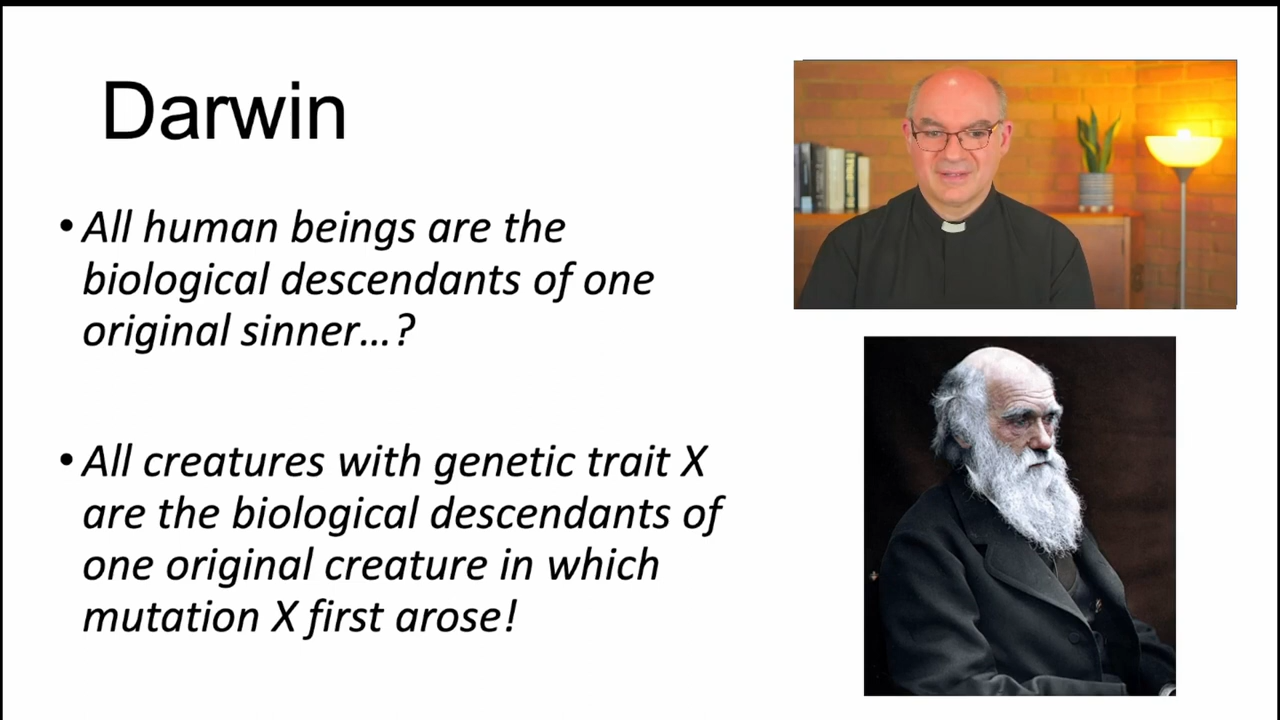 Darwin
• All human beings are the
biological descendants of one
original sinner...?
• All creatures with genetic trait X
are the biological descendants of
one original creature in which
mutation X first arose!